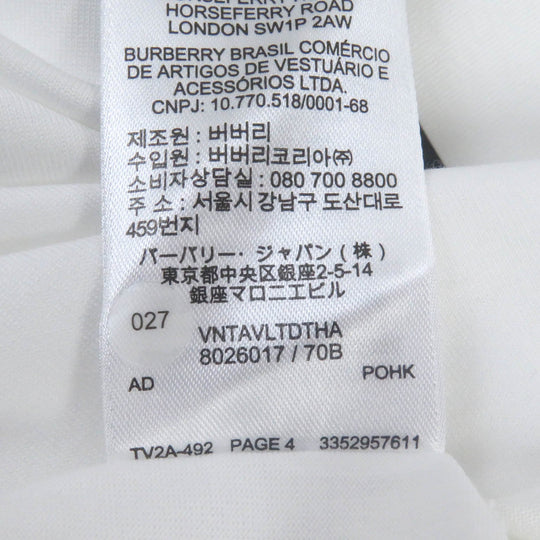 HORSEFERRY ROAD
LONDON SW1P 2AW
BURBERRY BRASIL COMÉRCIO
DE ARTIGOS DE VESTUÁRIO E
ACESSÓRIOS LTDA.
CNPJ: 10.770.518/0001-68
제조원 : 버버리
수입원 : 버버리코리아㈜
소비자상담실 : 080 700 8800
주 소 : 서울시 강남구 도산대로
459번지
バーバリー・ジャパン(株)
東京都中央区銀座2-5-14
銀座マロニエビル
027
VNTAVLTDTHA
8026017 / 70B
AD
POHK
TV2A-492 PAGE 4 3352957611